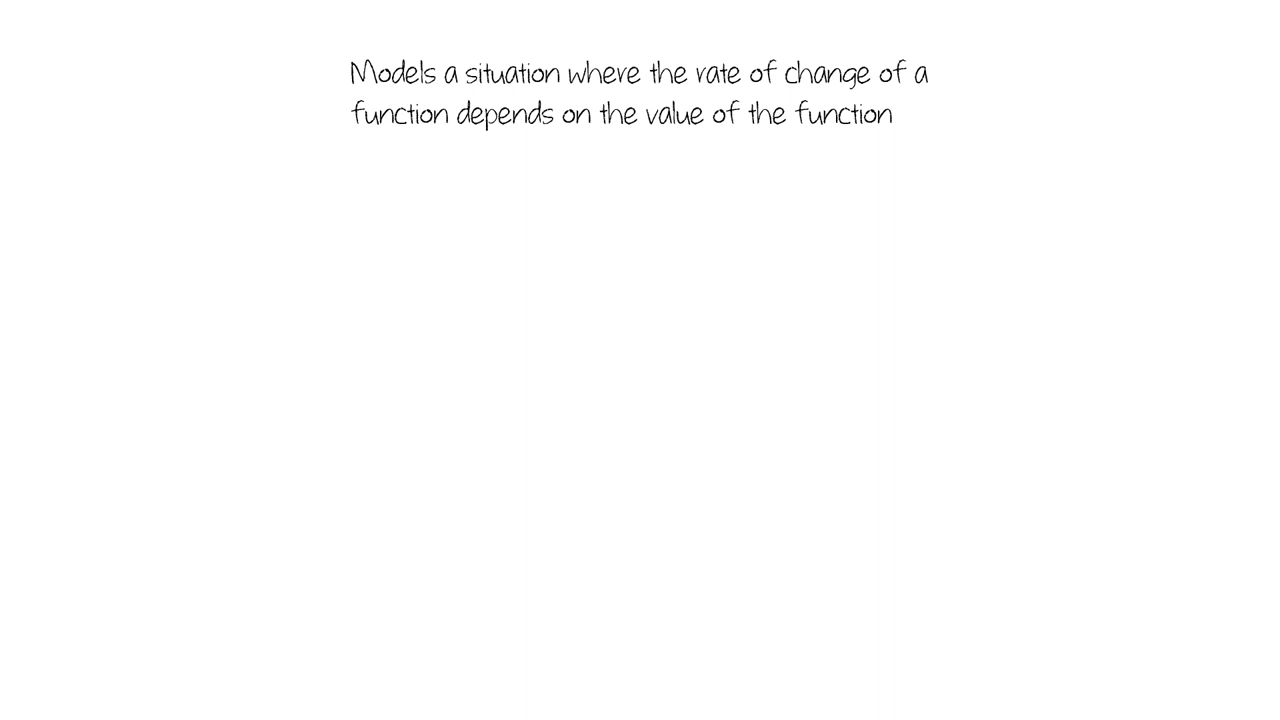 Models a situation where the rate of change of a
function depends on the value of the function